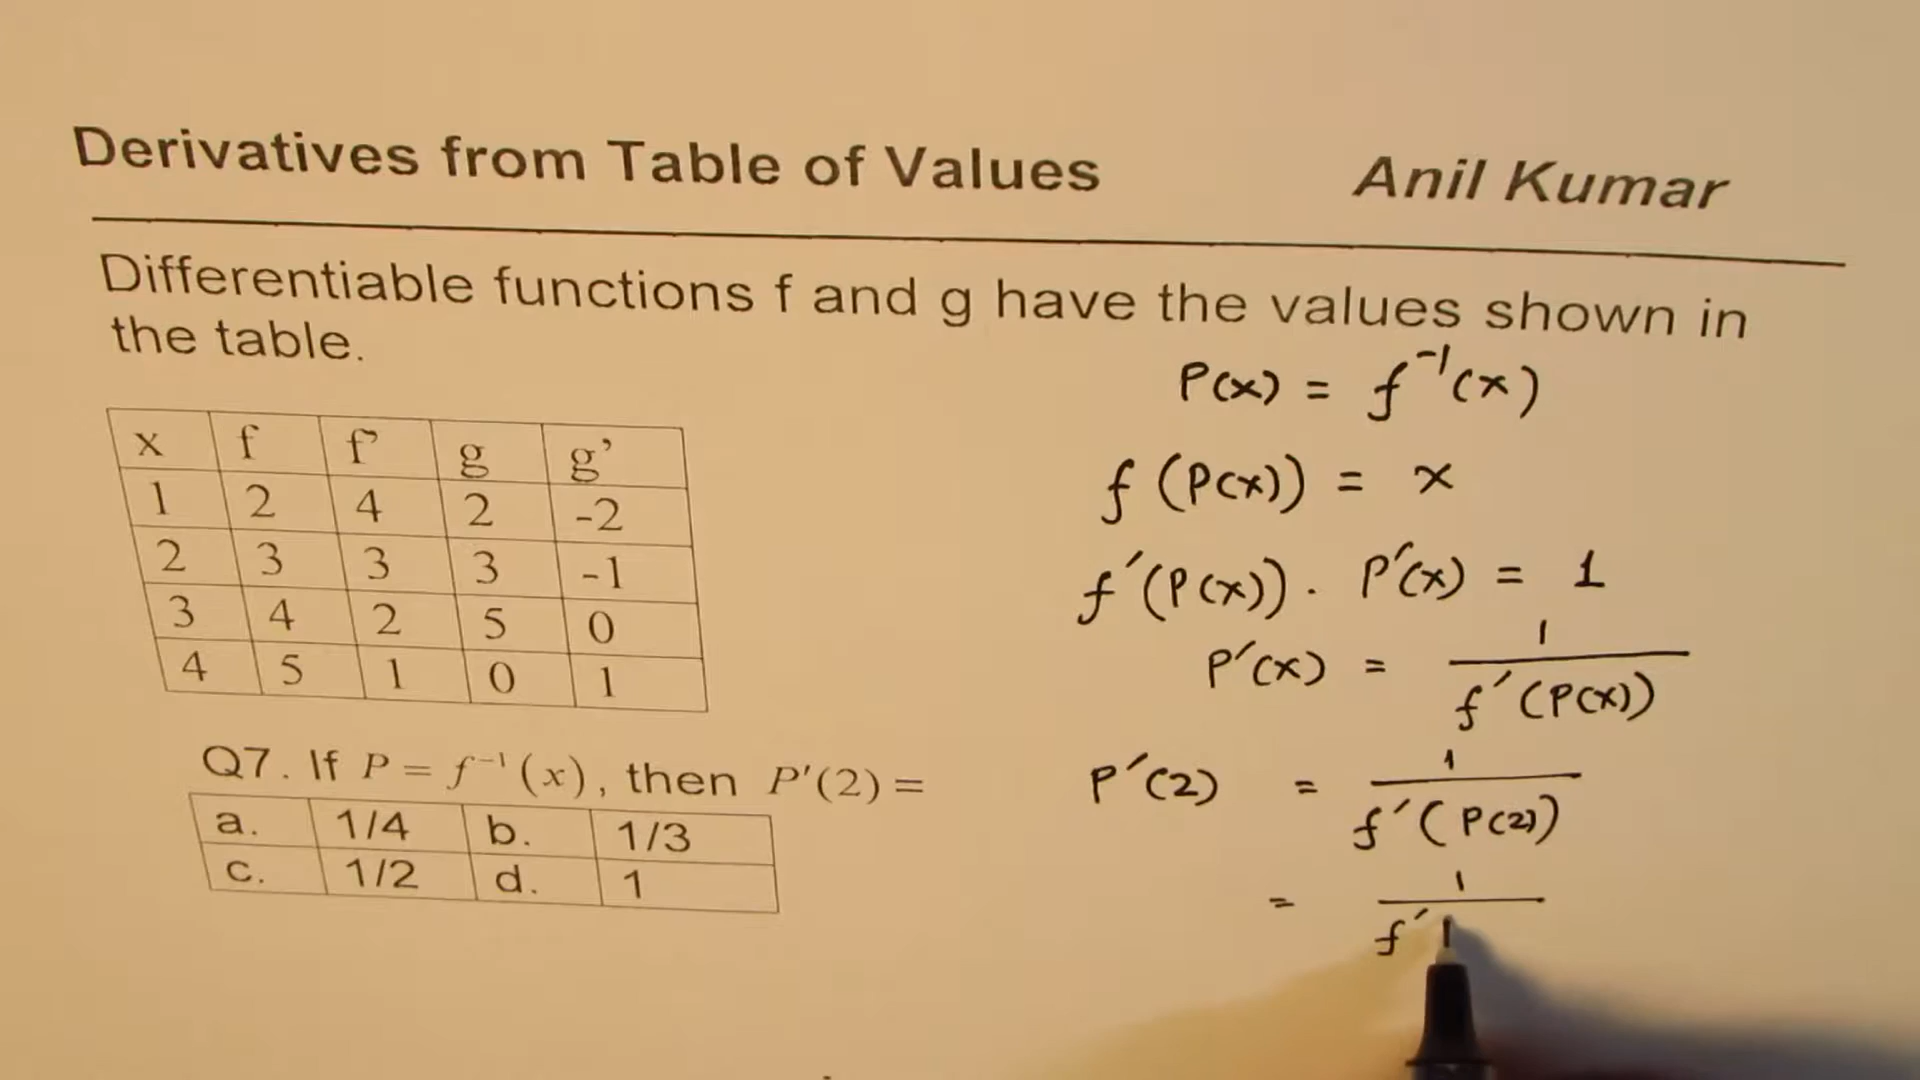 Derivatives from Table of Values Anil Kumar
Differentiable functions f and g have the values shown in
the table.
x f f' g g'
1 2 4 2 -2
2 3 3 3 -1
3 4 2 5 0
4 5 1 0 1
Q7. If P = f⁻¹(x), then P'(2) =
a. 1/4 b. 1/3
c. 1/2 d. 1
P(x) = f⁻¹(x)
f (P(x)) = x
f'(P(x)) · P'(x) = 1
P'(x) = 1
f'(P(x))
P'(2) = 1
f'(P(2))
= 1
f'